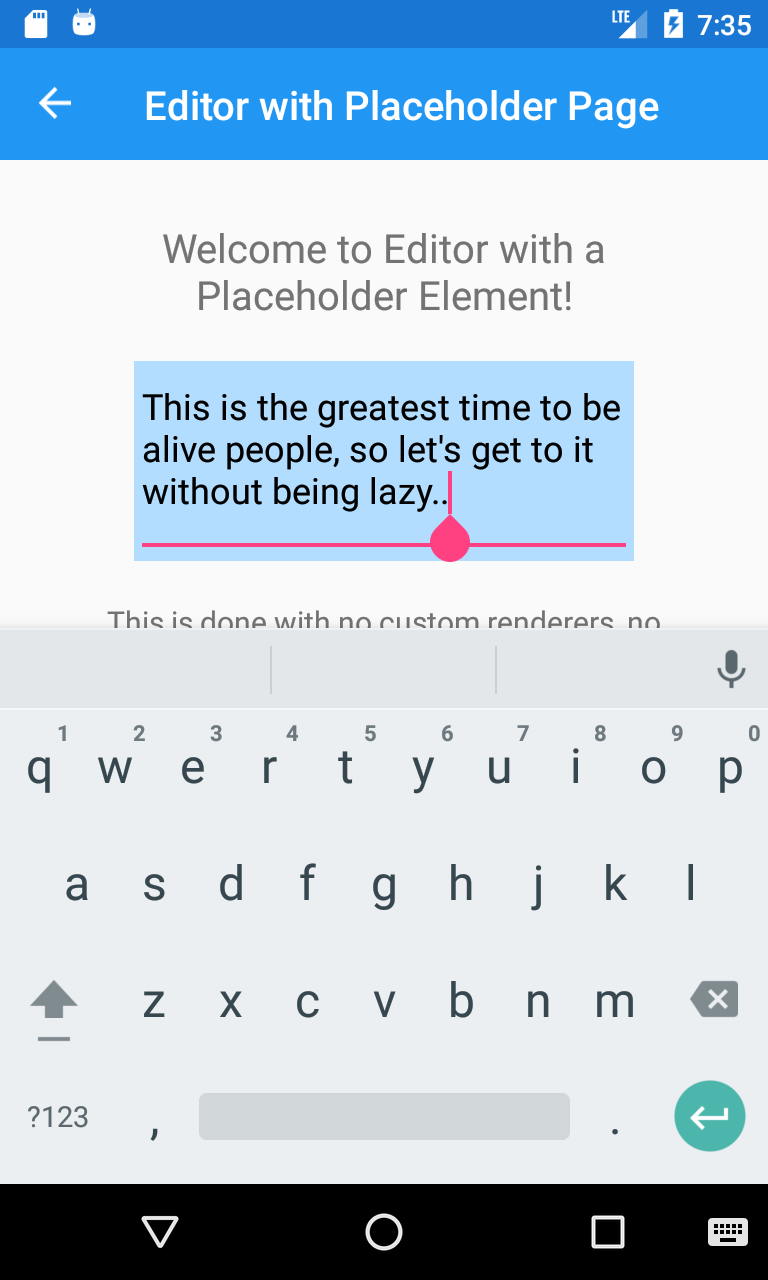 LTE 7:35
Editor with Placeholder Page
Welcome to Editor with a
Placeholder Element!
This is the greatest time to be
alive people, so let's get to it
without being lazy..
This is done with no custom renderers, no
1 2 3 4 5 6 7 8 9 0
q w e r t y u i o p
a s d f g h j k l
z x c v b n m
?123 , .